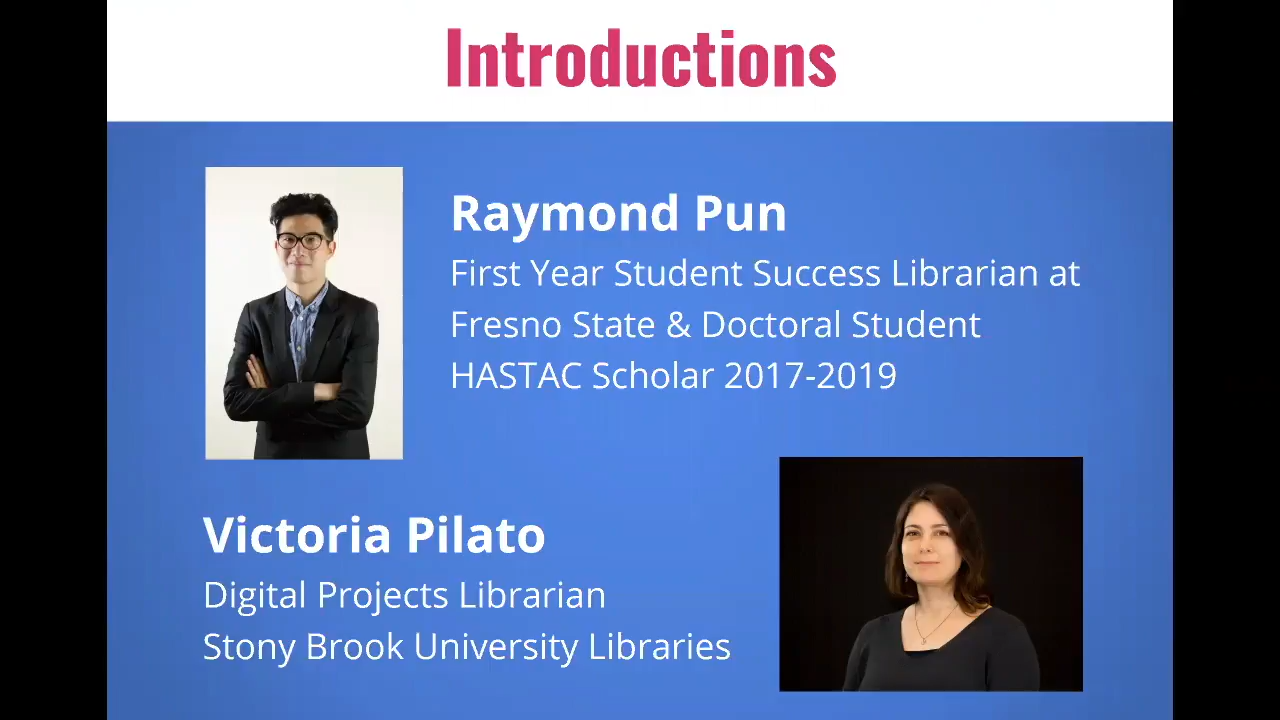 Introductions
Raymond Pun
First Year Student Success Librarian at
Fresno State & Doctoral Student
HASTAC Scholar 2017-2019
Victoria Pilato
Digital Projects Librarian
Stony Brook University Libraries